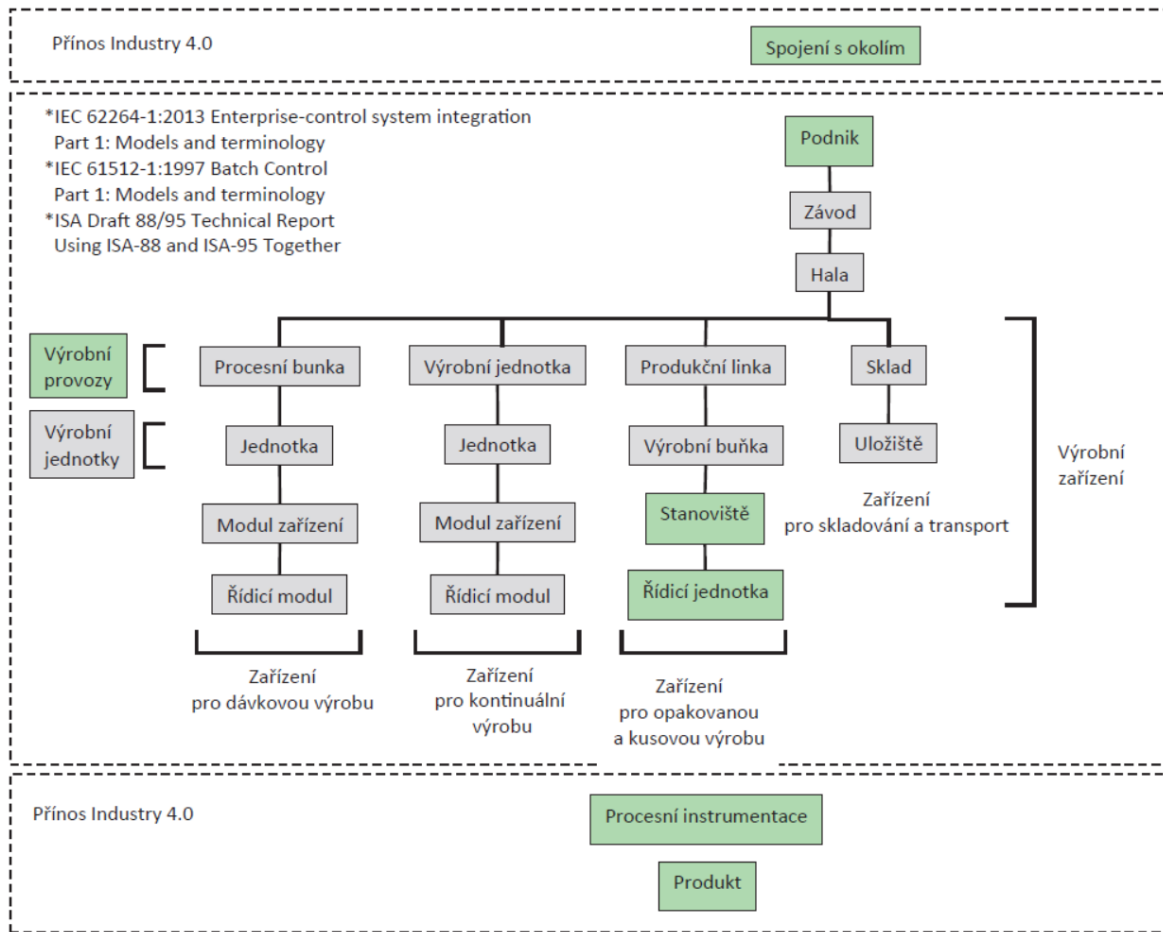 Přínos Industry 4.0
Spojení s okolím
*IEC 62264-1:2013 Enterprise-control system integration
Part 1: Models and terminology
*IEC 61512-1:1997 Batch Control
Part 1: Models and terminology
*ISA Draft 88/95 Technical Report
Using ISA-88 and ISA-95 Together
Podnik
Závod
Hala
Výrobní
provozy
Procesní bunka
Výrobní jednotka
Produkční linka
Sklad
Výrobní
jednotky
Jednotka
Jednotka
Výrobní buňka
Uložiště
Výrobní
zařízení
Modul zařízení
Modul zařízení
Stanoviště
Zařízení
pro skladování a transport
Řídicí modul
Řídicí modul
Řídicí jednotka
Zařízení
pro dávkovou výrobu
Zařízení
pro kontinuální
výrobu
Zařízení
pro opakovanou
a kusovou výrobu
Přínos Industry 4.0
Procesní instrumentace
Produkt